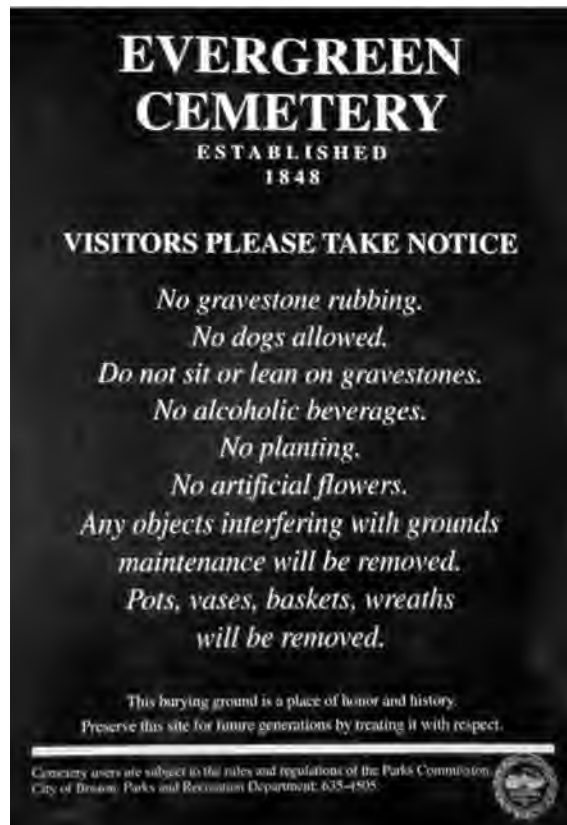 EVERGREEN
CEMETERY
ESTABLISHED
1848
VISITORS PLEASE TAKE NOTICE
No gravestone rubbing.
No dogs allowed.
Do not sit or lean on gravestones.
No alcoholic beverages.
No planting.
No artificial flowers.
Any objects interfering with grounds
maintenance will be removed.
Pots, vases, baskets, wreaths
will be removed.
This burying ground is a place of honor and history.
Preserve this site for future generations by treating it with respect.
Cemetery users are subject to the rules and regulations of the Parks Commission,
City of Boston. Parks and Recreation Department: 635-4505